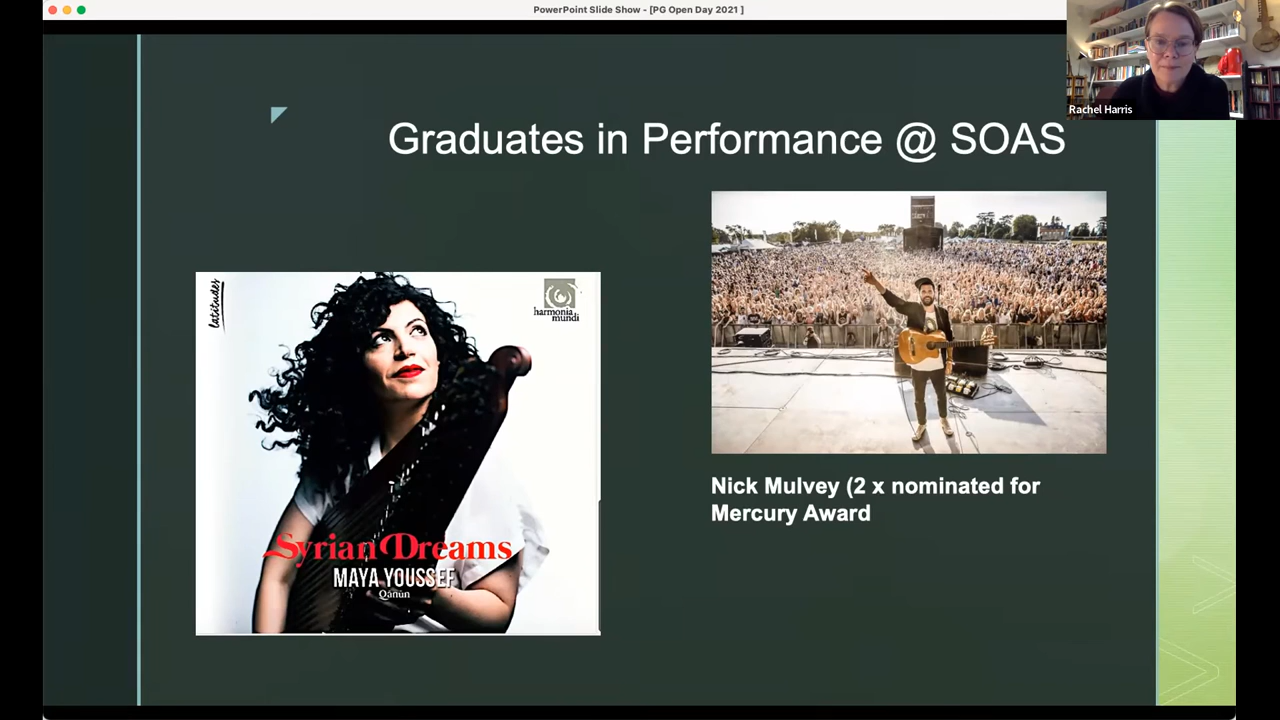 PowerPoint Slide Show - [PG Open Day 2021 ]
Rachel Harris
Graduates in Performance @ SOAS
latitudes
harmonia
mundi
Syrian Dreams
MAYA YOUSSEF
Qanun
Nick Mulvey (2 x nominated for
Mercury Award